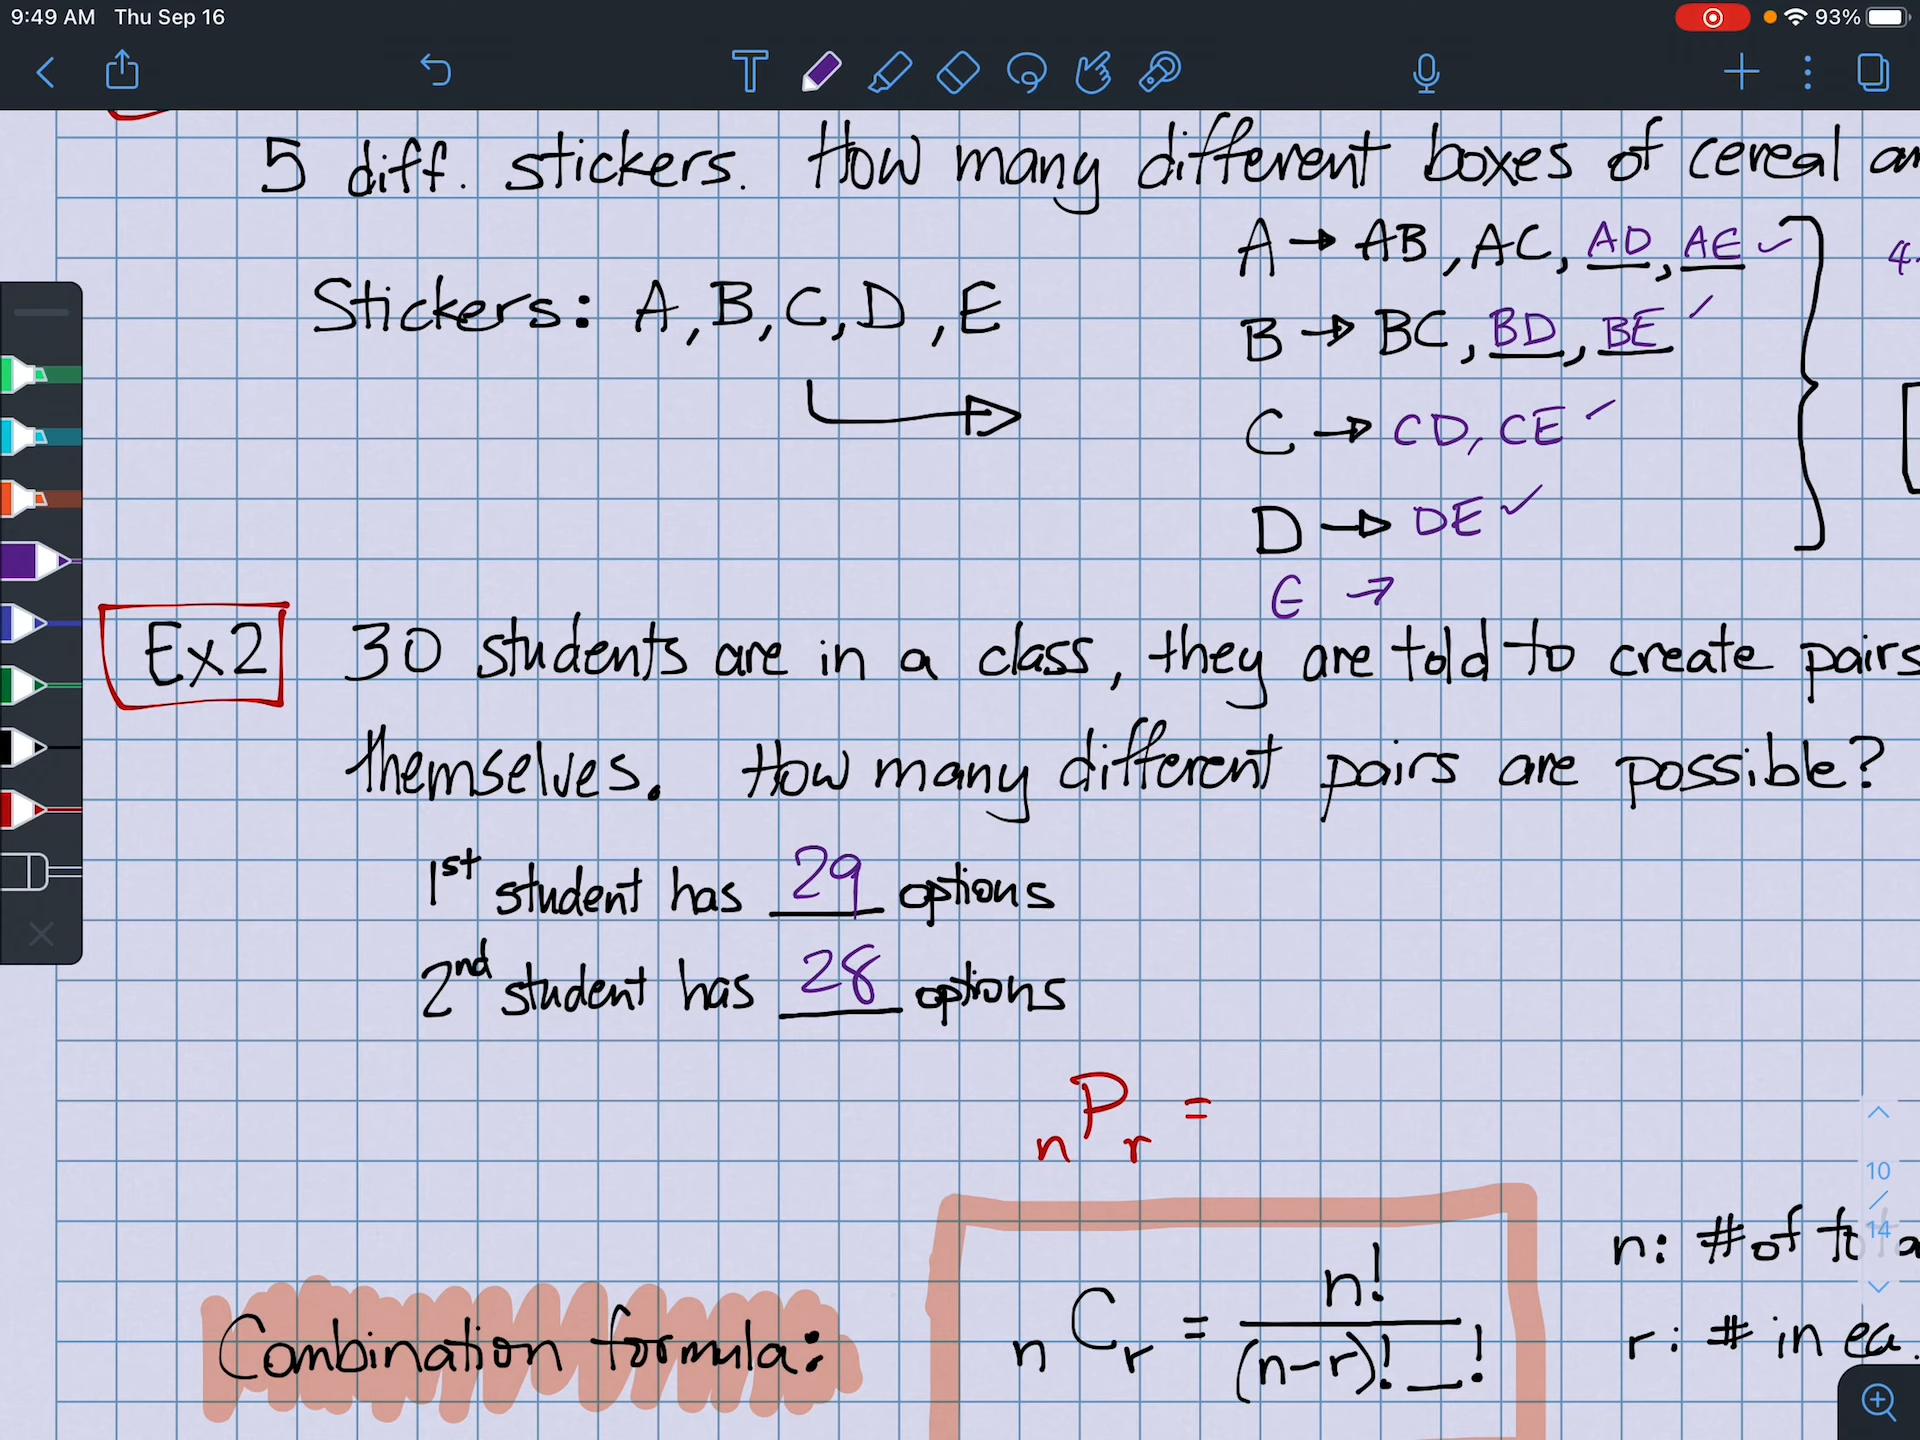 9:49 AM Thu Sep 16
93%
5 diff. stickers. How many different boxes of cereal
A → AB, AC, AD, AE ✓
Stickers: A, B, C, D, E
B → BC, BD, BE ✓
C → CD, CE ✓
D → DE ✓
E →
Ex2 30 students are in a class, they are told to create pairs
themselves. How many different pairs are possible?
1st student has 29 options
2nd student has 28 options
nPr =
10
/
14
n: # of
Combination formula: nCr = n! / (n-r)! _!
r: # in ea.